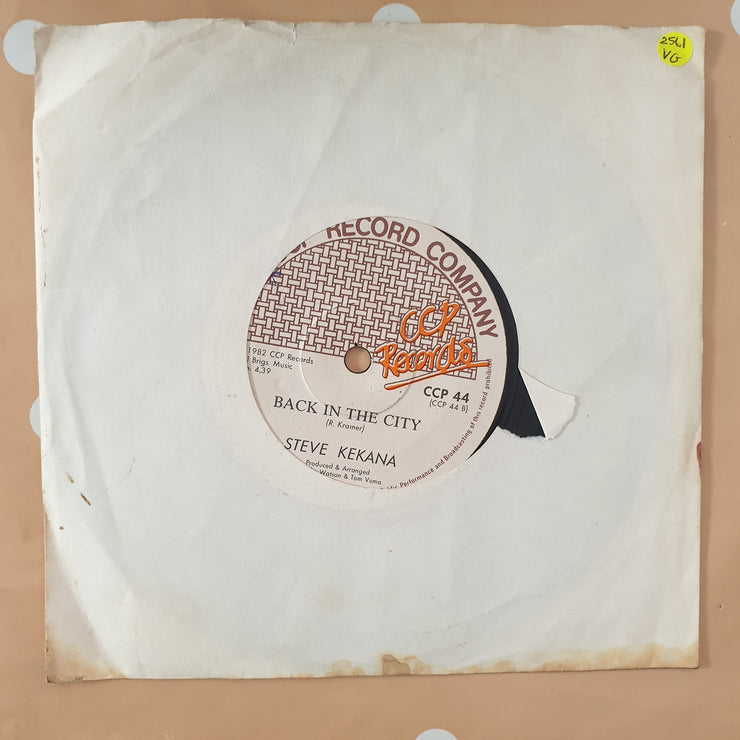 2561
VG
RECORD COMPANY
CCP
Records
1982 CCP Records
Brigs. Music
4,39
CCP 44
(CCP 44 B)
BACK IN THE CITY
(R. Kramer)
STEVE KEKANA
Produced & Arranged
Watson & Tom Vuma
Performance and Broadcasting of this record prohibited